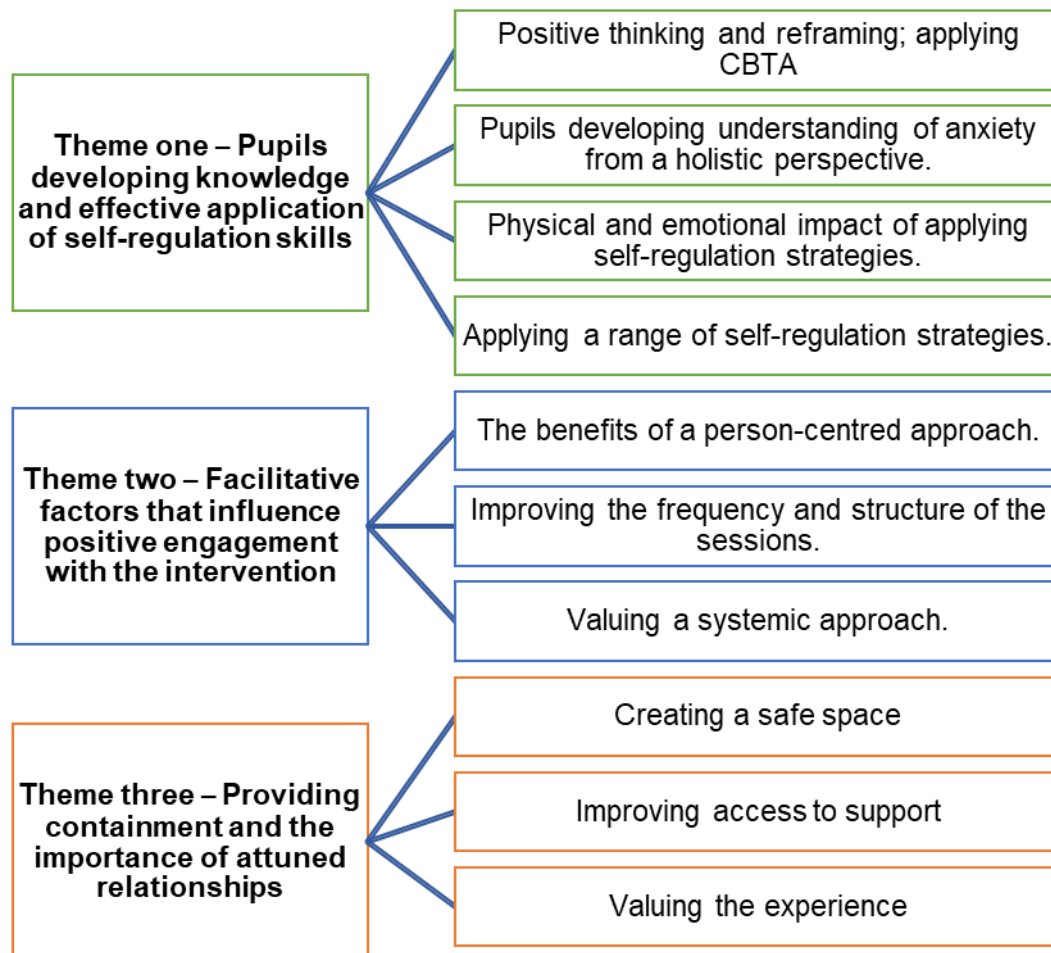 Theme one – Pupils
developing knowledge
and effective application
of self-regulation skills
Positive thinking and reframing; applying
CBTA
Pupils developing understanding of anxiety
from a holistic perspective.
Physical and emotional impact of applying
self-regulation strategies.
Applying a range of self-regulation strategies.
Theme two – Facilitative
factors that influence
positive engagement
with the intervention
The benefits of a person-centred approach.
Improving the frequency and structure of the
sessions.
Valuing a systemic approach.
Theme three – Providing
containment and the
importance of attuned
relationships
Creating a safe space
Improving access to support
Valuing the experience